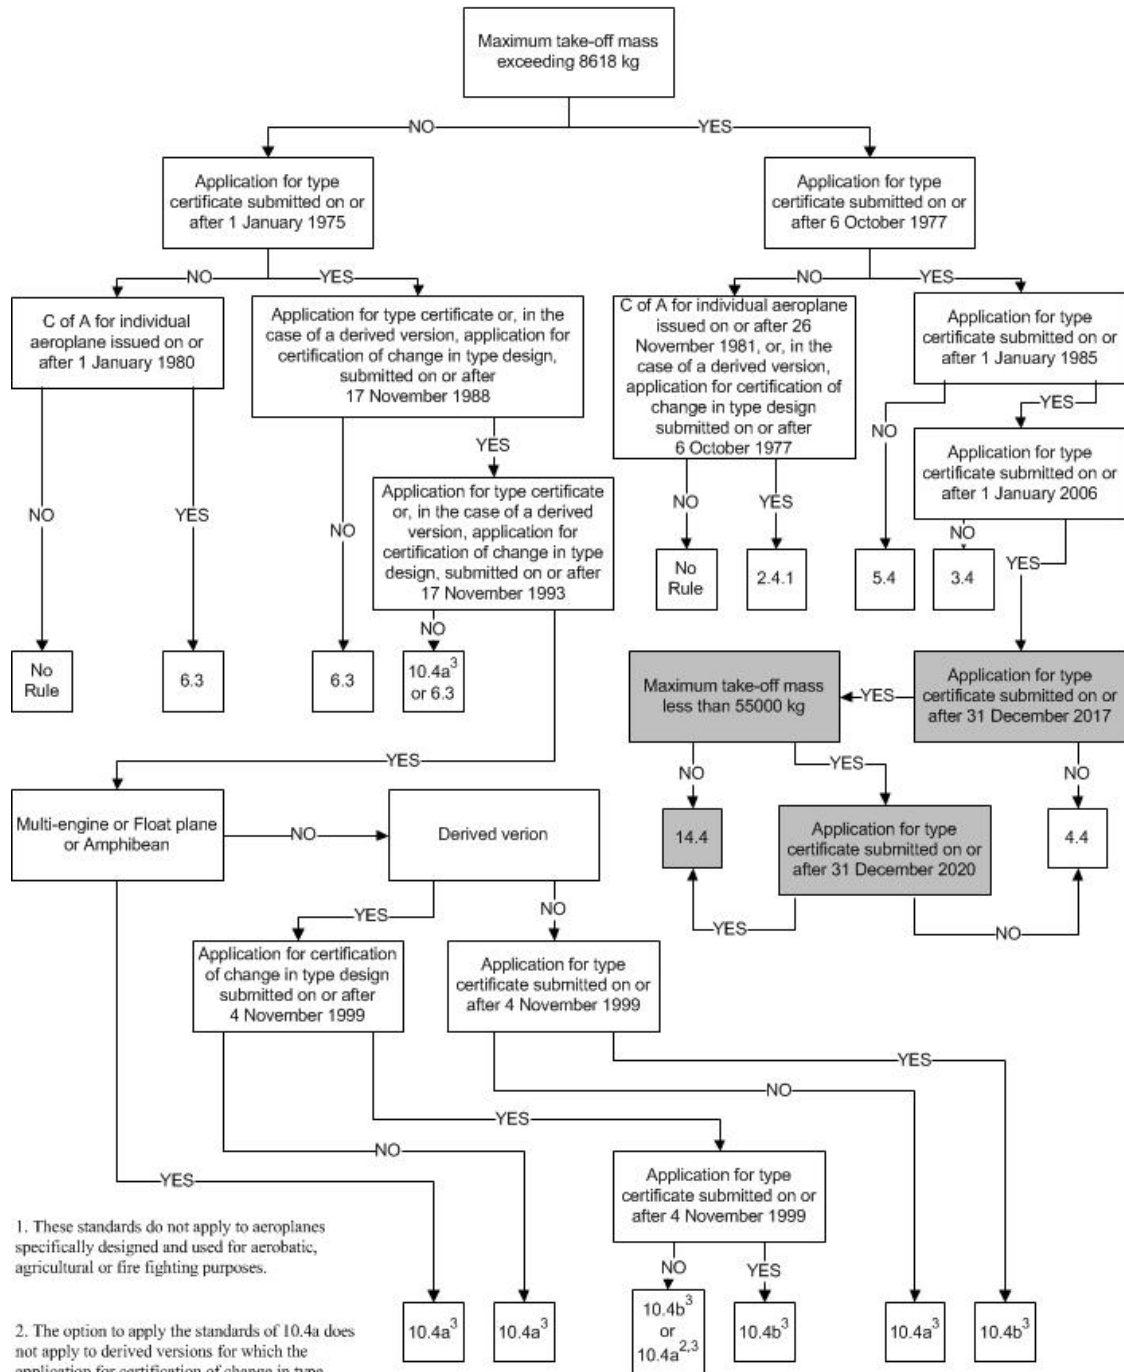 Maximum take-off mass
exceeding 8618 kg
NO
YES
Application for type
certificate submitted on or
after 1 January 1975
Application for type
certificate submitted on or
after 6 October 1977
NO
YES
NO
YES
C of A for individual
aeroplane issued on or
after 1 January 1980
Application for type certificate or, in the
case of a derived version, application for
certification of change in type design,
submitted on or after
17 November 1988
C of A for individual aeroplane
issued on or after 26
November 1981, or, in the
case of a derived version,
application for certification of
change in type design
submitted on or after
6 October 1977
Application for type
certificate submitted on or
after 1 January 1985
NO
YES
NO
YES
NO
YES
NO
YES
Application for type certificate
or, in the case of a derived
version, application for
certification of change in type
design, submitted on or after
17 November 1993
Application for type
certificate submitted on or
after 1 January 2006
No
Rule
2.4.1
5.4
NO
3.4
YES
NO
No
Rule
6.3
6.3
10.4a³
or 6.3
Maximum take-off mass
less than 55000 kg
YES
Application for type
certificate submitted on or
after 31 December 2017
YES
NO
YES
NO
Multi-engine or Float plane
or Amphibean
NO
Derived verion
14.4
Application for type
certificate submitted on or
after 31 December 2020
4.4
YES
NO
YES
NO
Application for certification
of change in type design
submitted on or after
4 November 1999
Application for type
certificate submitted on or
after 4 November 1999
YES
NO
YES
NO
YES
Application for type
certificate submitted on or
after 4 November 1999
NO
YES
1. These standards do not apply to aeroplanes
specifically designed and used for aerobatic,
agricultural or fire fighting purposes.
10.4a³
10.4a³
10.4b³
or
10.4a²,³
10.4b³
10.4a³
10.4b³
2. The option to apply the standards of 10.4a does
not apply to derived versions for which the
application for certification of change in type